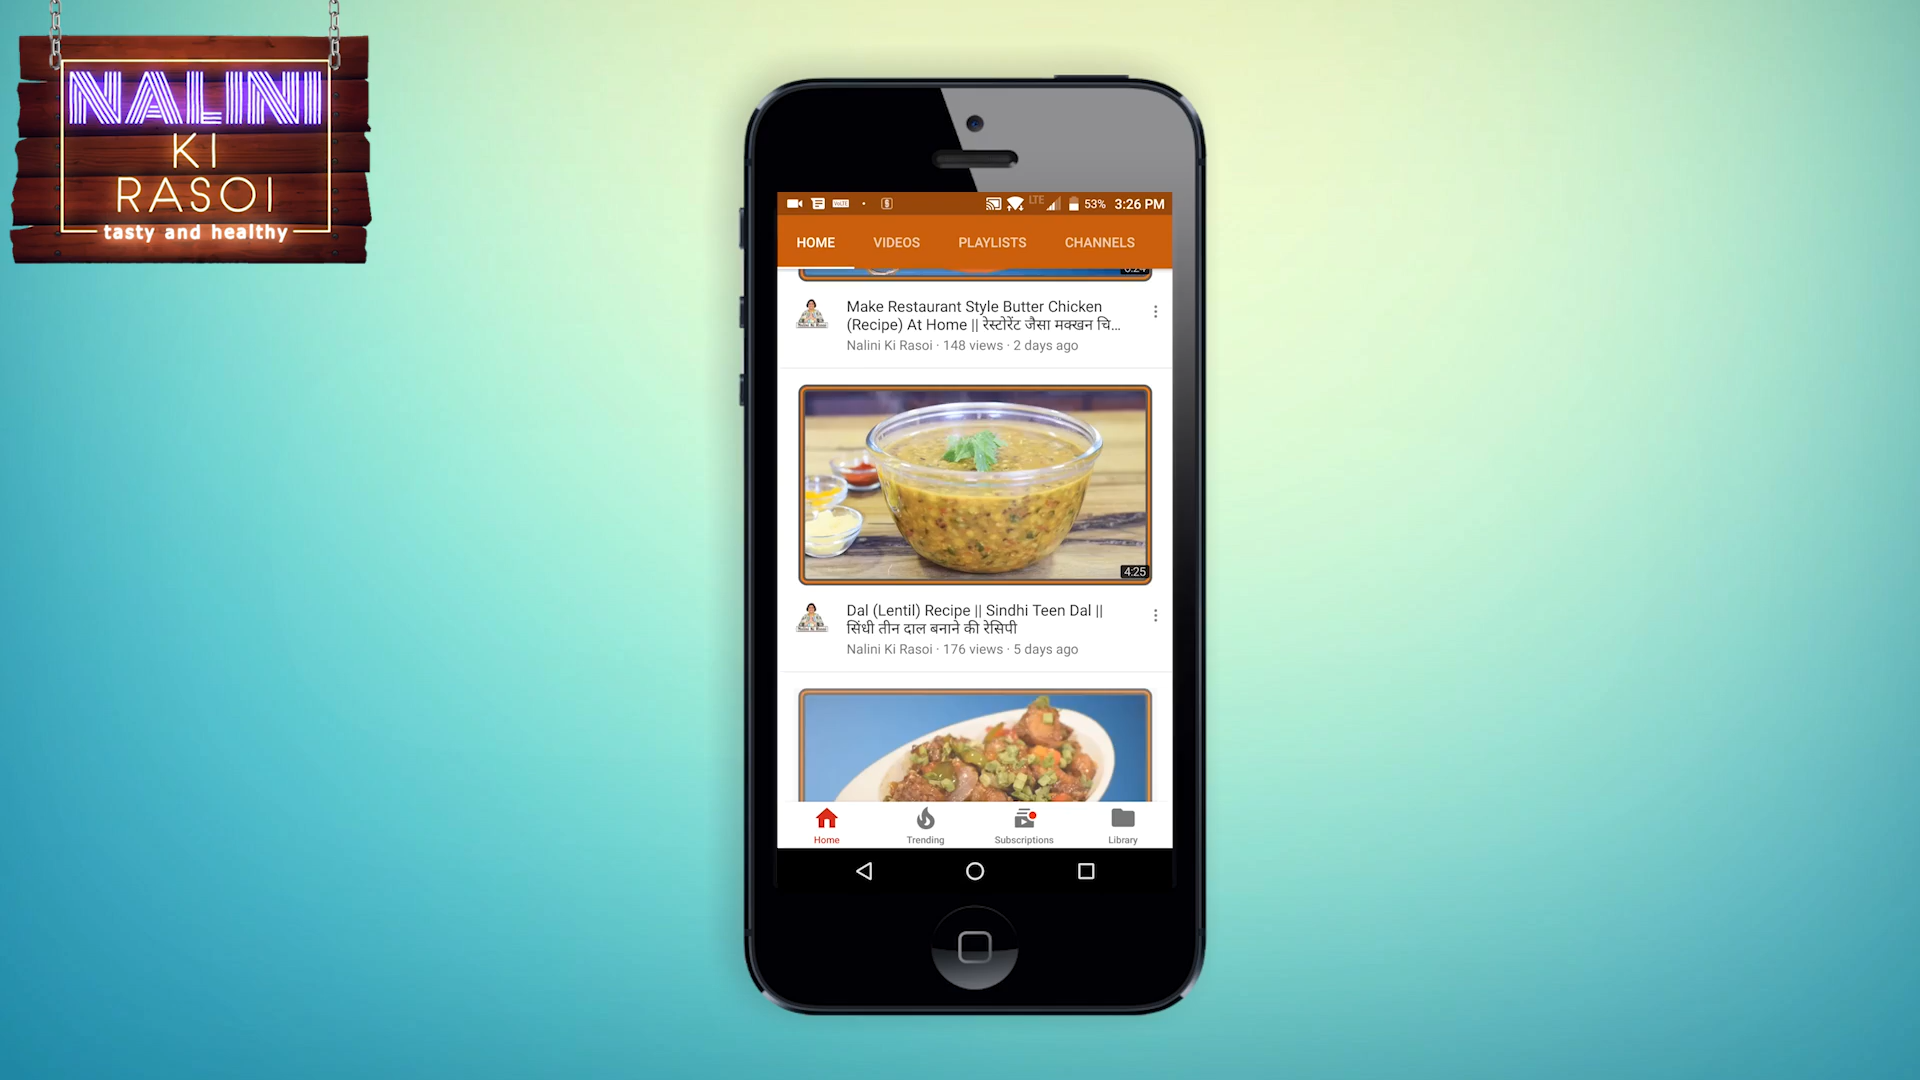 NALINI
KI
RASOI
tasty and healthy
LTE 53% 3:26 PM
HOME VIDEOS PLAYLISTS CHANNELS
Make Restaurant Style Butter Chicken
(Recipe) At Home || रेस्टोरेंट जैसा मक्खन चि...
Nalini Ki Rasoi · 148 views · 2 days ago
4:25
Dal (Lentil) Recipe || Sindhi Teen Dal ||
सिंधी तीन दाल बनाने की रेसिपी
Nalini Ki Rasoi · 176 views · 5 days ago
Home Trending Subscriptions Library